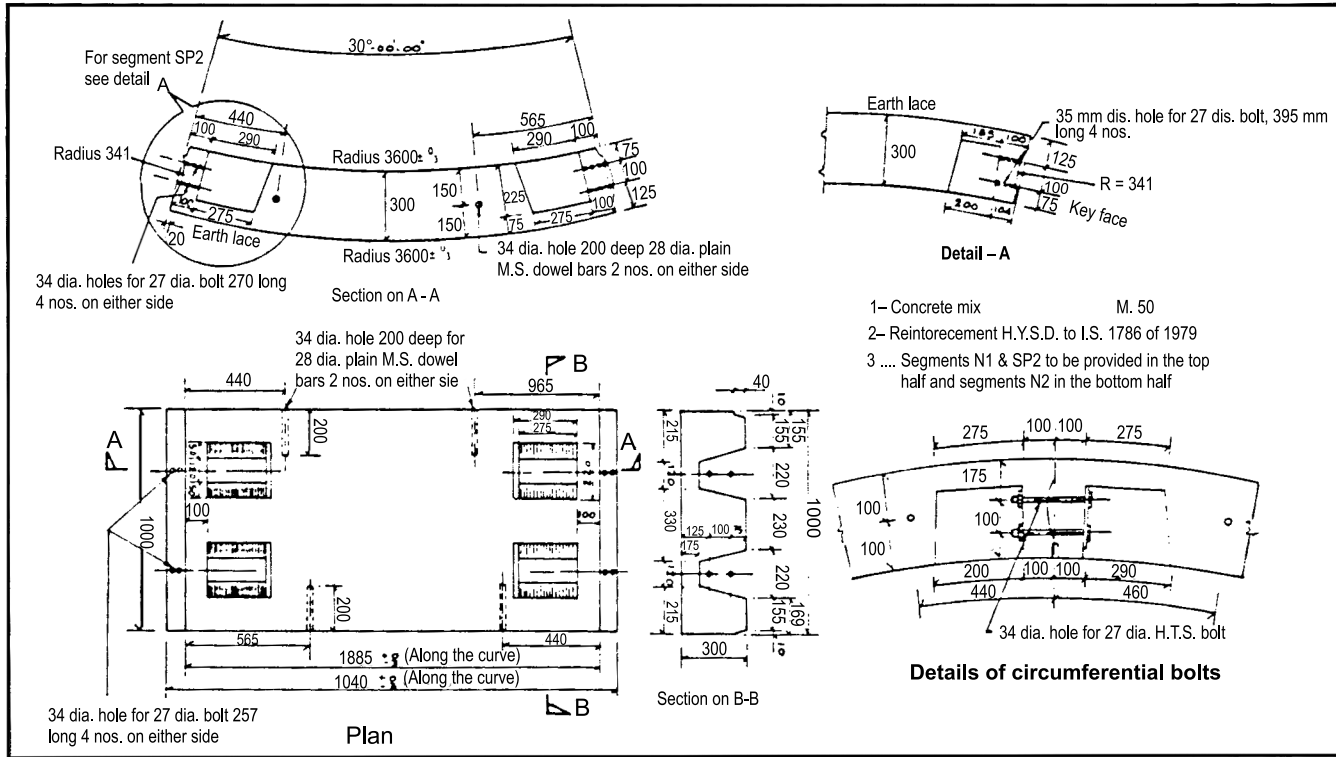 30°-00'-00"
For segment SP2
see detail
A
440
100
290
565
290
100
Radius 341
Radius 3600±
75
100
125
150
300
150
225
75
100
275
275
100
20
Earth lace
Radius 3600±
34 dia. hole 200 deep 28 dia. plain
M.S. dowel bars 2 nos. on either side
34 dia. holes for 27 dia. bolt 270 long
4 nos. on either side
Section on A - A
Earth lace
35 mm dis. hole for 27 dis. bolt, 395 mm
long 4 nos.
185
100
300
125
R = 341
100
75
Key face
200
Detail – A
1– Concrete mix M. 50
2– Reintorecement H.Y.S.D. to I.S. 1786 of 1979
3 .... Segments N1 & SP2 to be provided in the top
half and segments N2 in the bottom half
34 dia. hole 200 deep for
28 dia. plain M.S. dowel
bars 2 nos. on either sie
B
440
965
290
275
200
A
A
100
1000
200
565
440
1885 (Along the curve)
1040 (Along the curve)
B
34 dia. hole for 27 dia. bolt 257
long 4 nos. on either side
Plan
40
10
215
155
155
220
330
230
1000
125
100
175
220
215
155
169
300
10
Section on B-B
275
100
100
275
175
100
100
100
200
100
100
290
440
460
34 dia. hole for 27 dia. H.T.S. bolt
Details of circumferential bolts